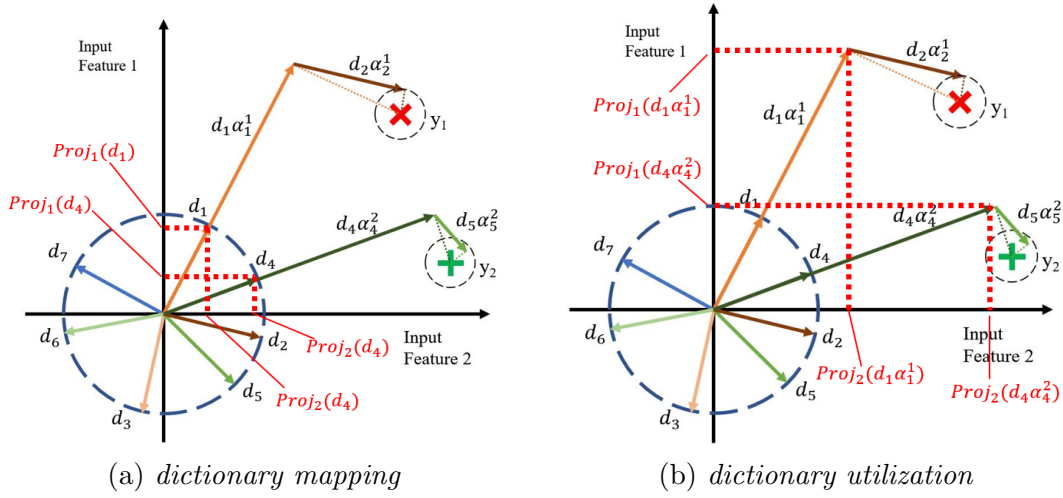 Input
Feature 1
d₂α₂¹
y₁
d₁α₁¹
Proj₁(d₁)
Proj₁(d₄)
d₁
d₄α₄²
d₅α₅²
d₇
d₄
y₂
d₆
d₂
Input
Feature 2
Proj₂(d₄)
d₅
Proj₂(d₄)
d₃
(a) dictionary mapping
Input
Feature 1
d₂α₂¹
Proj₁(d₁α₁¹)
y₁
d₁α₁¹
Proj₁(d₄α₄²)
d₁
d₄α₄²
d₅α₅²
d₇
d₄
y₂
d₆
d₂
Input
Feature 2
Proj₂(d₁α₁¹)
d₅
Proj₂(d₄α₄²)
d₃
(b) dictionary utilization